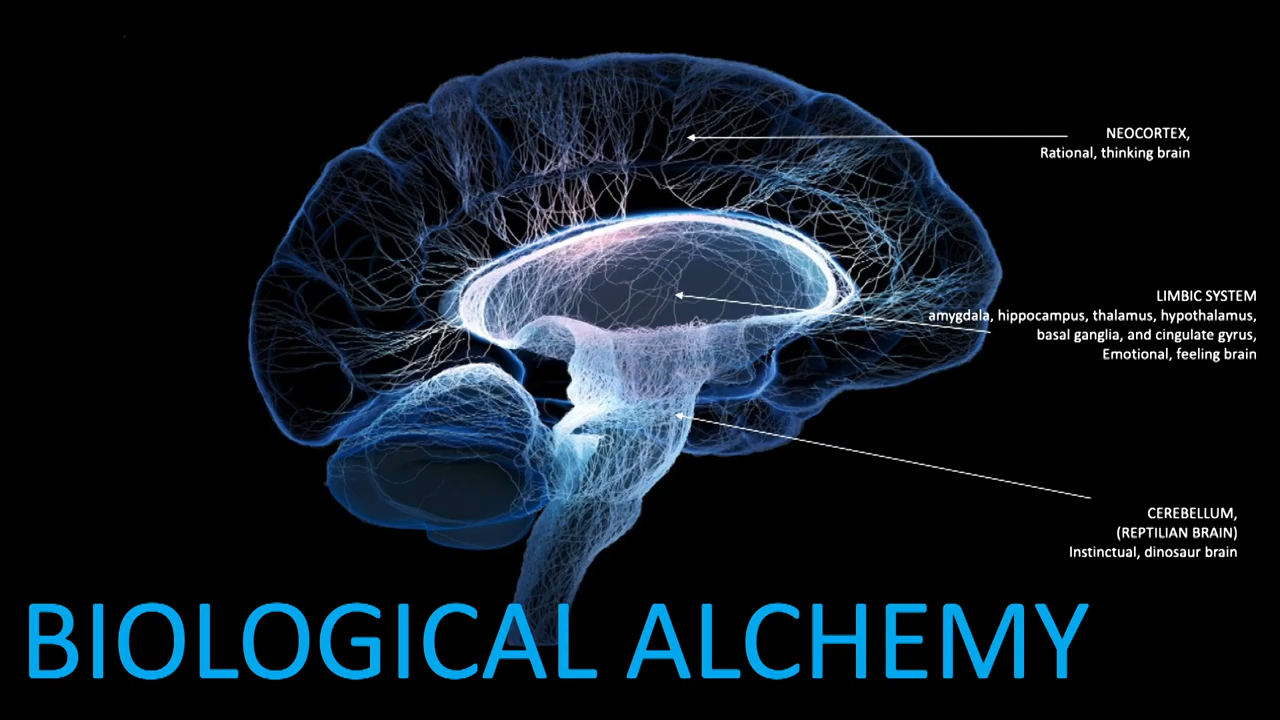 NEOCORTEX,
Rational, thinking brain
LIMBIC SYSTEM
amygdala, hippocampus, thalamus, hypothalamus,
basal ganglia, and cingulate gyrus,
Emotional, feeling brain
CEREBELLUM,
(REPTILIAN BRAIN)
Instinctual, dinosaur brain
BIOLOGICAL ALCHEMY